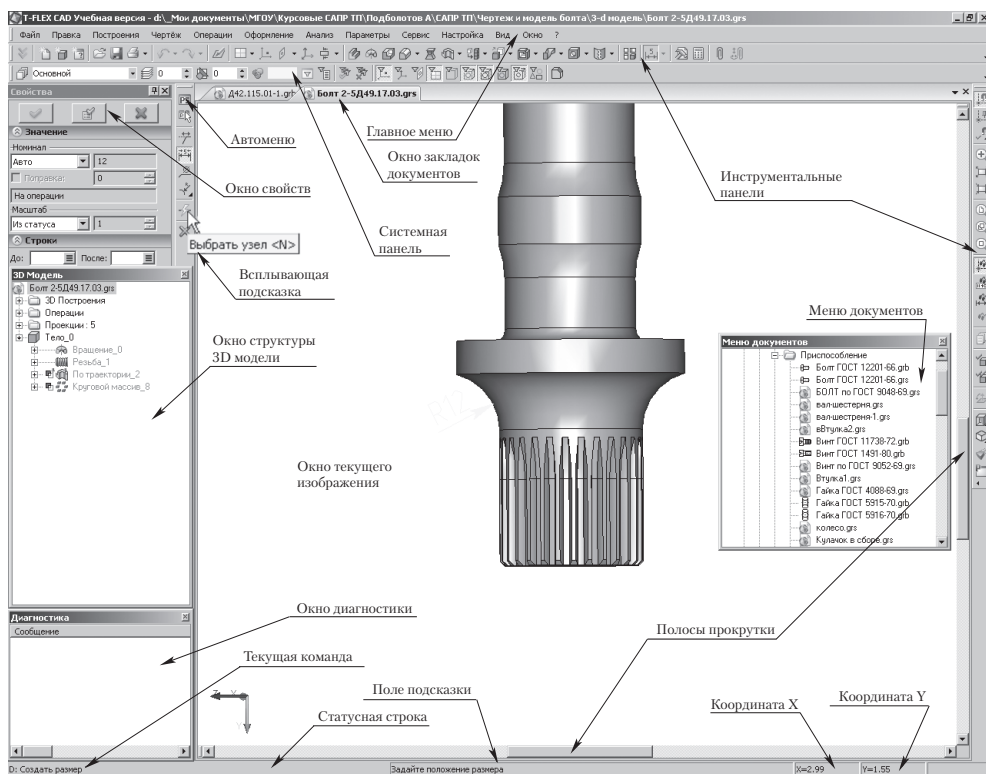 T-FLEX CAD Учебная версия - d:\_Мои документы\МГОУ\Курсовые САПР ТП\Подболотов А\САПР ТП\Чертеж и модель болта\3-d модель\Болт 2-5Д49.17.03.grs
Файл Правка Построения Чертёж Операции Оформление Анализ Параметры Сервис Настройка Вид Окно ?
Основной 0 0
Свойства
Д42.115.01-1.grb Болт 2-5Д49.17.03.grs
Значение
Номинал
Авто 12
Поправка: 0
На операции
Масштаб
Из статуса 1
Строки
До: После:
Автоменю
Главное меню
Окно закладок
документов
Окно свойств
Инструментальные
панели
Системная
панель
Выбрать узел <N>
Всплывающая
подсказка
3D Модель
Болт 2-5Д49.17.03.grs
3D Построения
Операции
Проекции : 5
Тело_0
Вращение_0
Резьба_1
По траектории_2
Круговой массив_8
Окно структуры
3D модели
Меню документов
Меню документов
Приспособление
Болт ГОСТ 12201-66.grb
Болт ГОСТ 12201-66.grs
БОЛТ по ГОСТ 9048-69.grs
вал-шестерня.grs
вал-шестреня-1.grs
вВтулка2.grs
Винт ГОСТ 11738-72.grb
Винт ГОСТ 1491-80.grb
Винт по ГОСТ 9052-69.grs
Втулка1.grs
Гайка ГОСТ 4088-69.grs
Гайка ГОСТ 5915-70.grb
Гайка ГОСТ 5916-70.grb
колесо.grs
Кулачок в сборе.grs
R12
Окно текущего
изображения
Диагностика
Сообщение
Окно диагностики
Полосы прокрутки
Текущая команда
Поле подсказки
Статусная строка
Координата X
Координата Y
Z X
Y
D: Создать размер
Задайте положение размера
X=2.99
Y=1.55